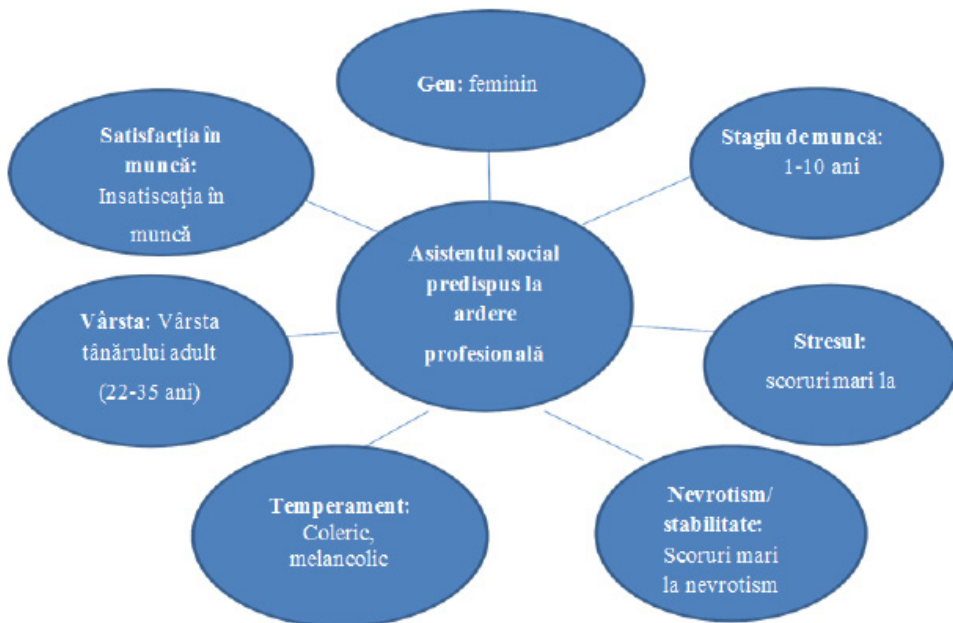 Gen: feminin
Satisfacția în
muncă:
Insatiscația în
muncă
Stagiu de muncă:
1-10 ani
Asistentul social
predispus la
ardere
profesională
Vârsta: Vârsta
tânărului adult
(22-35 ani)
Stresul:
scoruri mari la
Temperament:
Coleric,
melancolic
Nevrotism/
stabilitate:
Scoruri mari
la nevrotism